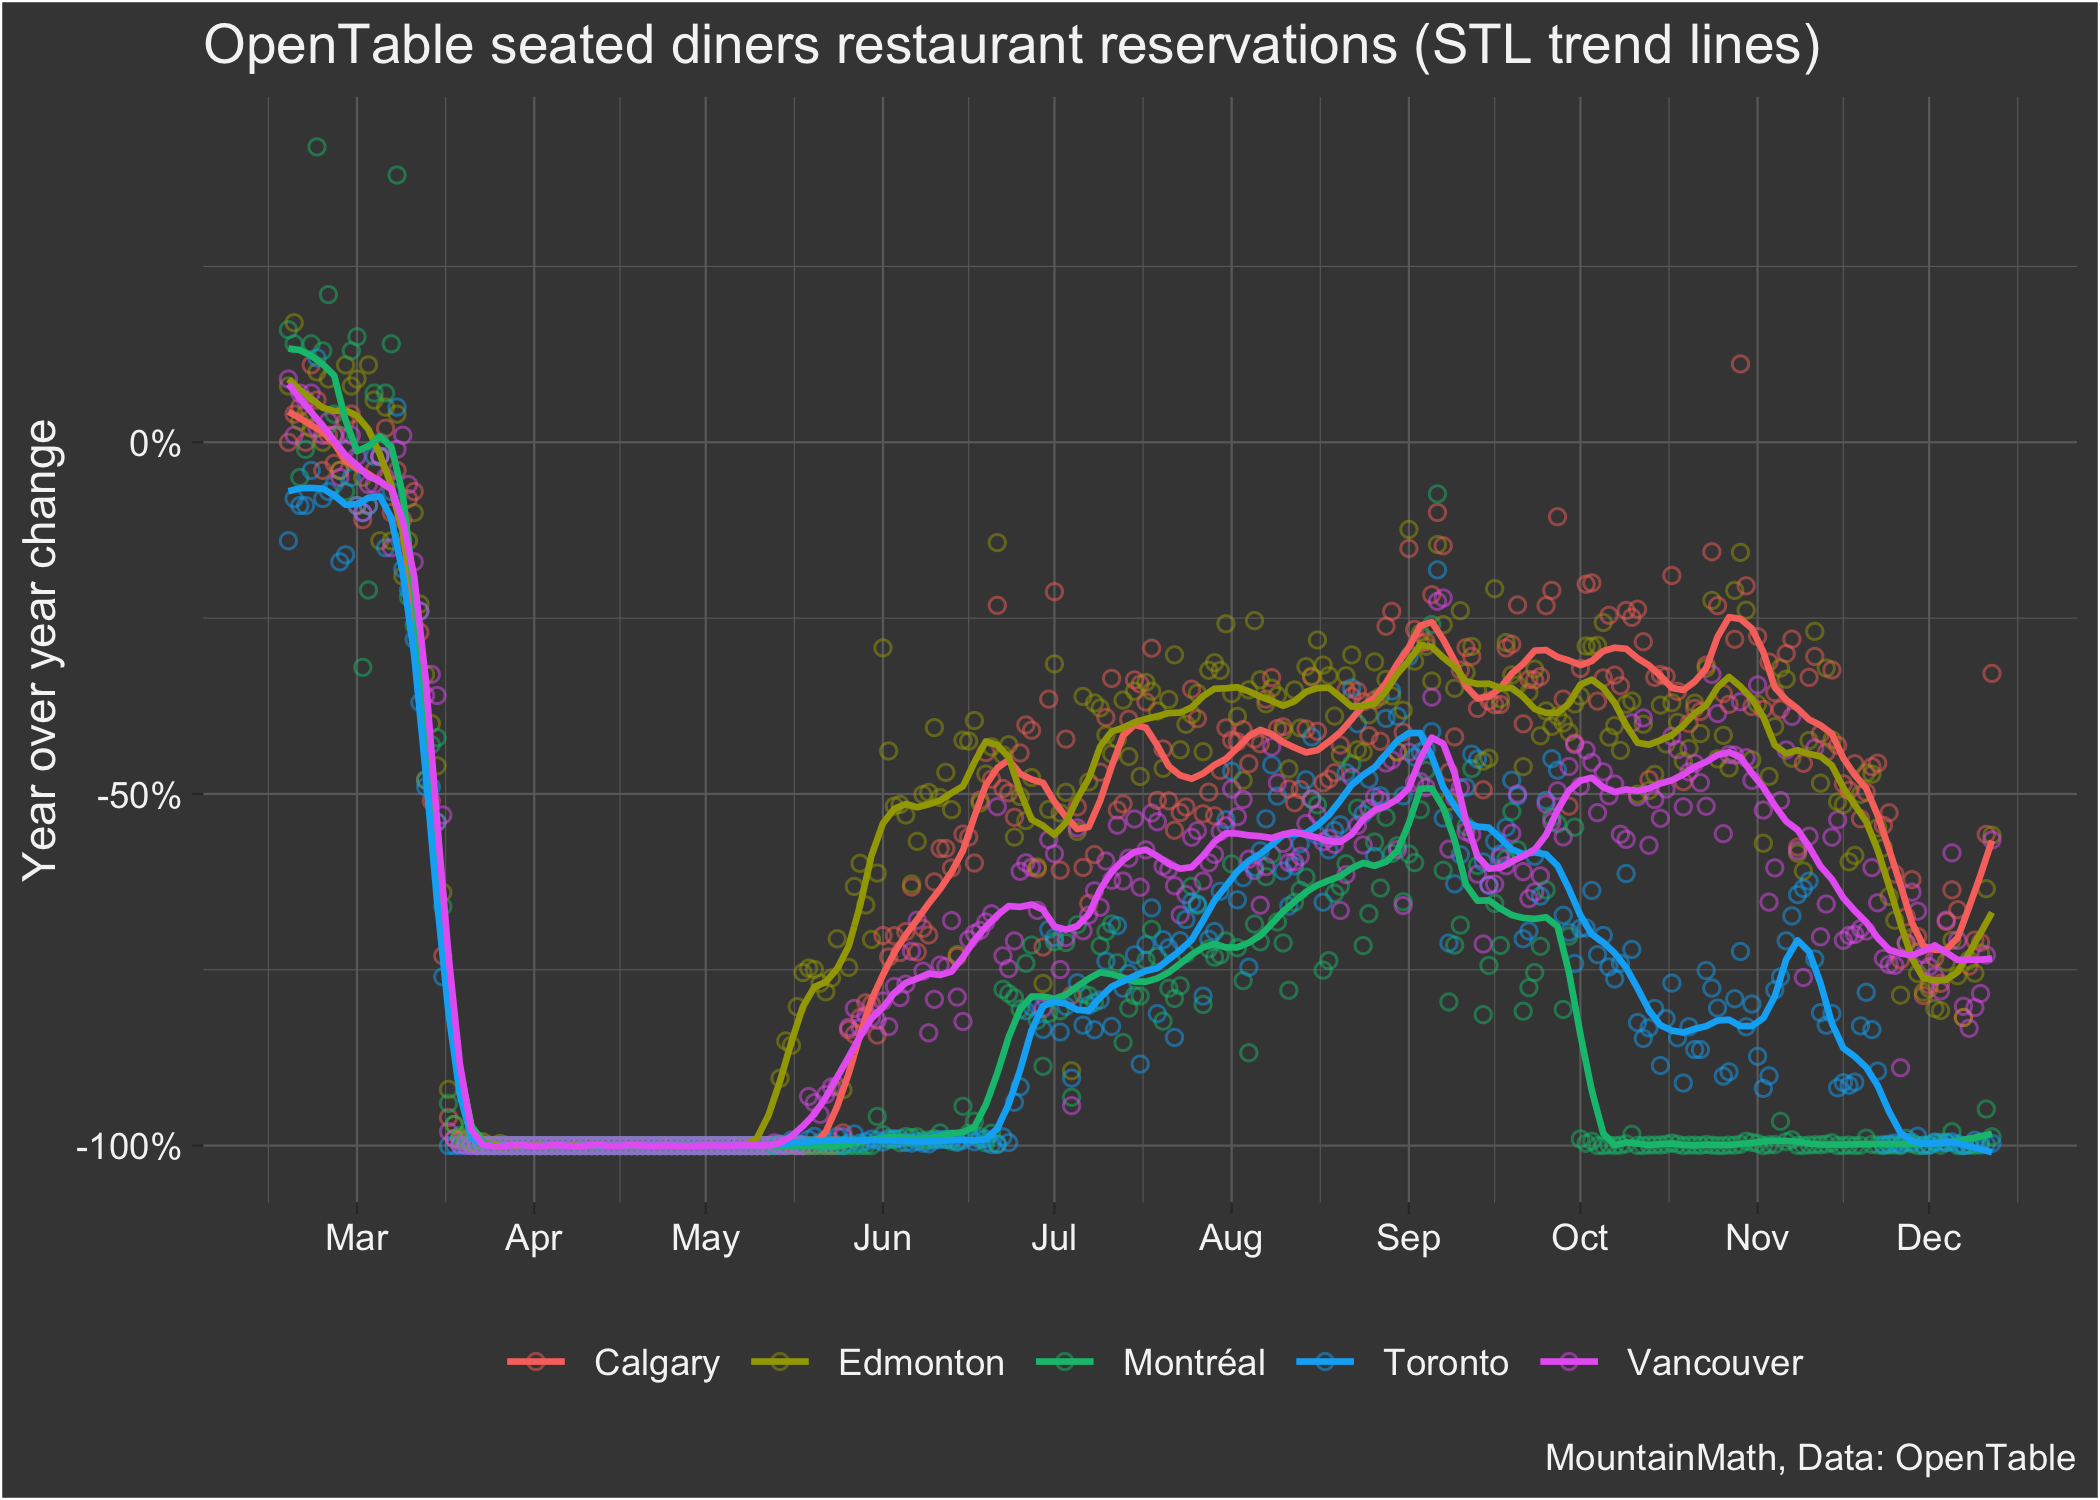 OpenTable seated diners restaurant reservations (STL trend lines)
Year over year change
0%
-50%
-100%
Mar Apr May Jun Jul Aug Sep Oct Nov Dec
Calgary Edmonton Montréal Toronto Vancouver
MountainMath, Data: OpenTable